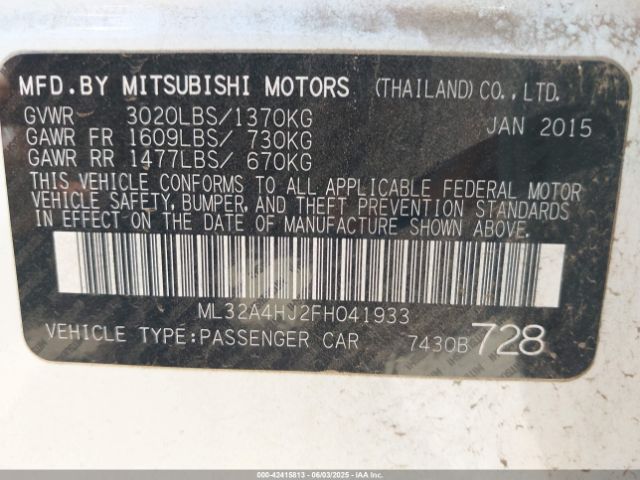 MFD.BY MITSUBISHI MOTORS (THAILAND)CO.,LTD.
GVWR 3020LBS/1370KG JAN 2015
GAWR FR 1609LBS/ 730KG
GAWR RR 1477LBS/ 670KG
THIS VEHICLE CONFORMS TO ALL APPLICABLE FEDERAL MOTOR
VEHICLE SAFETY, BUMPER, AND THEFT PREVENTION STANDARDS
IN EFFECT ON THE DATE OF MANUFACTURE SHOWN ABOVE.
ML32A4HJ2FH041933
VEHICLE TYPE:PASSENGER CAR 7430B 728
000-42415813 - 06/03/2025 - IAA Inc.